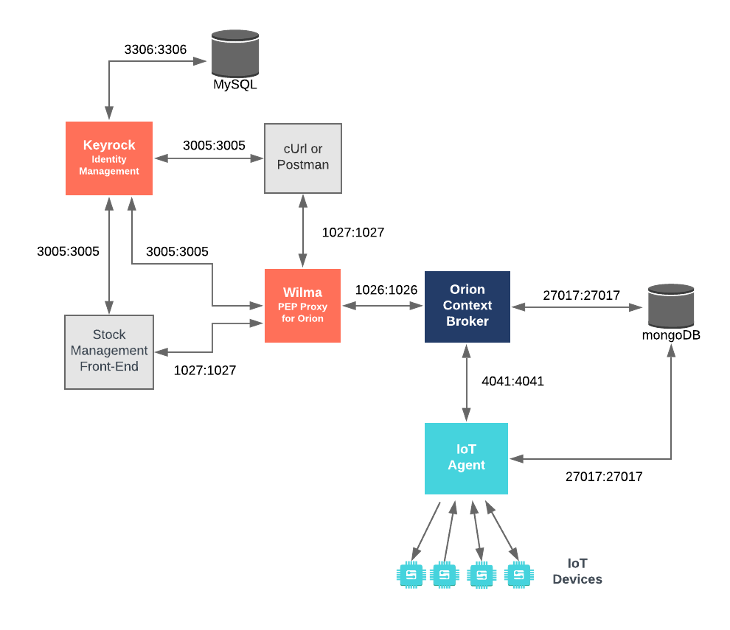 3306:3306
MySQL
Keyrock
Identity
Management
3005:3005
cUrl or
Postman
3005:3005
3005:3005
1027:1027
Wilma
PEP Proxy
for Orion
1026:1026
Orion
Context
Broker
27017:27017
mongoDB
Stock
Management
Front-End
1027:1027
4041:4041
IoT
Agent
27017:27017
IoT
Devices